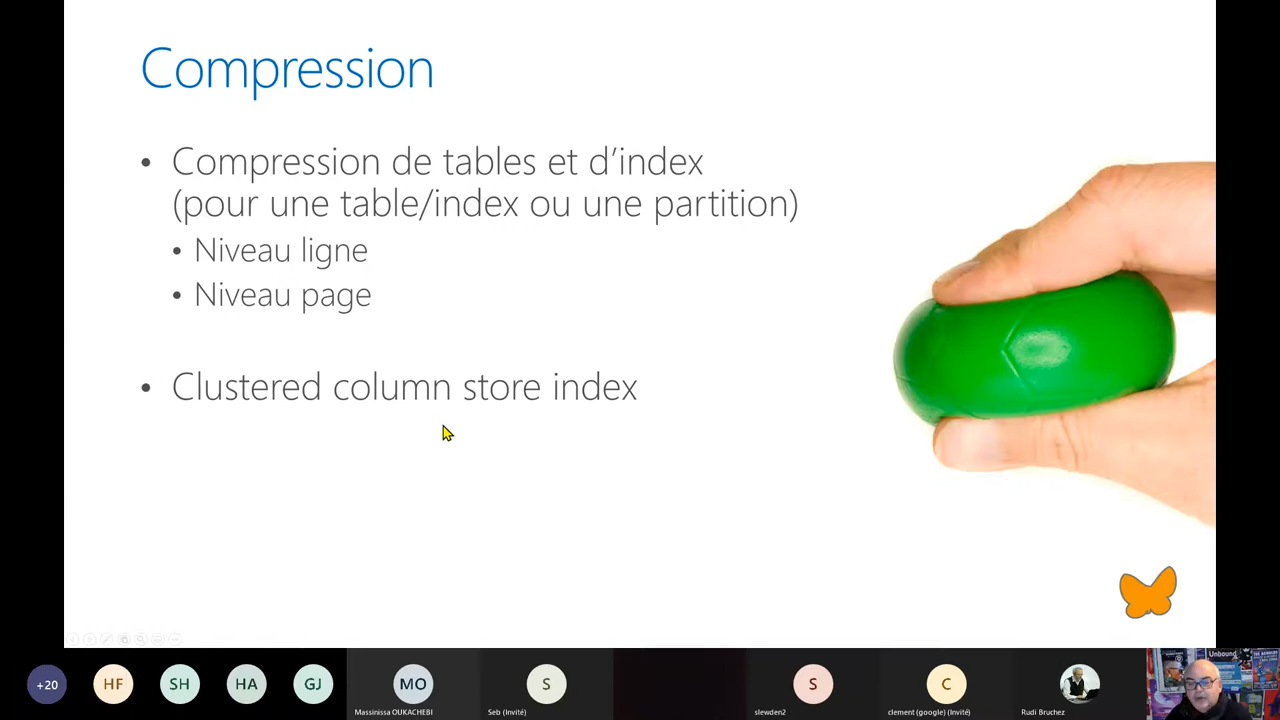 Compression
• Compression de tables et d’index
(pour une table/index ou une partition)
• Niveau ligne
• Niveau page
• Clustered column store index
+20
HF
SH
HA
GJ
MO
S
S
C
Massinissa OUKACHEBI
Seb (Invité)
slewden2
clement (google) (Invité)
Rudi Bruchez
Unbound